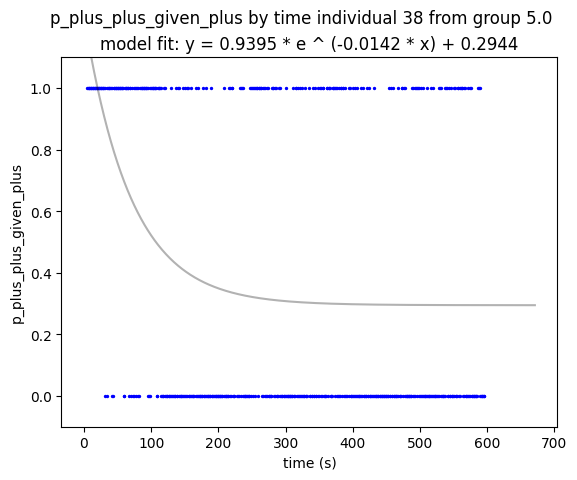 p_plus_plus_given_plus by time individual 38 from group 5.0
model fit: y = 0.9395 * e ^ (-0.0142 * x) + 0.2944
1.0
0.8
0.6
0.4
0.2
0.0
p_plus_plus_given_plus
0 100 200 300 400 500 600 700
time (s)